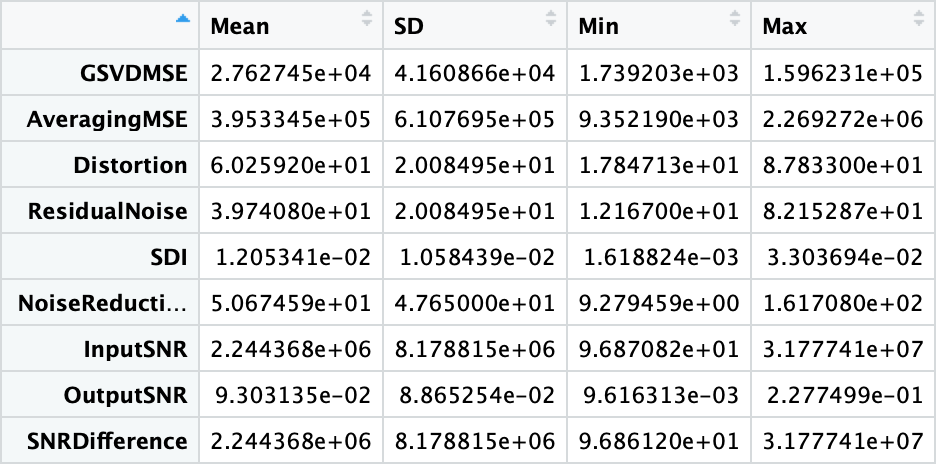 Mean SD Min Max
GSVDMSE 2.762745e+04 4.160866e+04 1.739203e+03 1.596231e+05
AveragingMSE 3.953345e+05 6.107695e+05 9.352190e+03 2.269272e+06
Distortion 6.025920e+01 2.008495e+01 1.784713e+01 8.783300e+01
ResidualNoise 3.974080e+01 2.008495e+01 1.216700e+01 8.215287e+01
SDI 1.205341e-02 1.058439e-02 1.618824e-03 3.303694e-02
NoiseReducti... 5.067459e+01 4.765000e+01 9.279459e+00 1.617080e+02
InputSNR 2.244368e+06 8.178815e+06 9.687082e+01 3.177741e+07
OutputSNR 9.303135e-02 8.865254e-02 9.616313e-03 2.277499e-01
SNRDifference 2.244368e+06 8.178815e+06 9.686120e+01 3.177741e+07